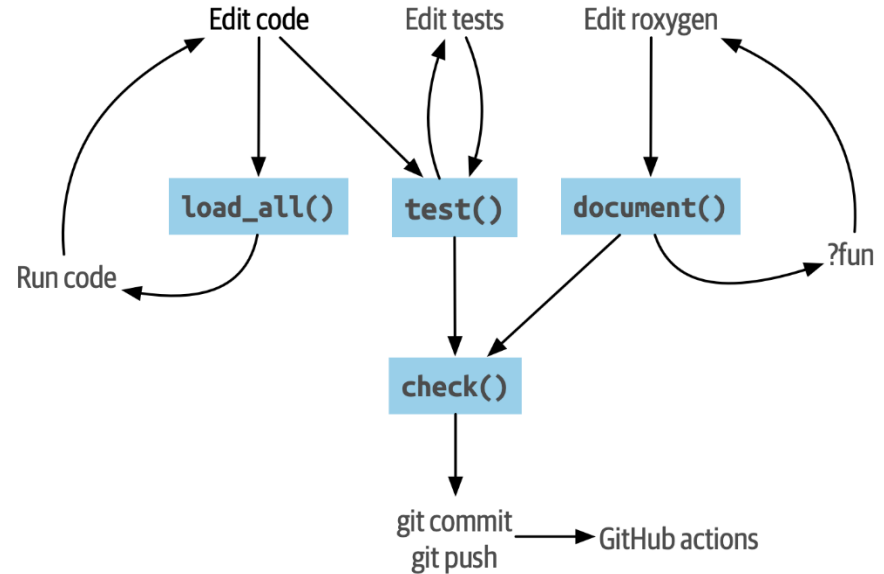 Edit code
Edit tests
Edit roxygen
load_all()
test()
document()
?fun
Run code
check()
git commit
git push
GitHub actions